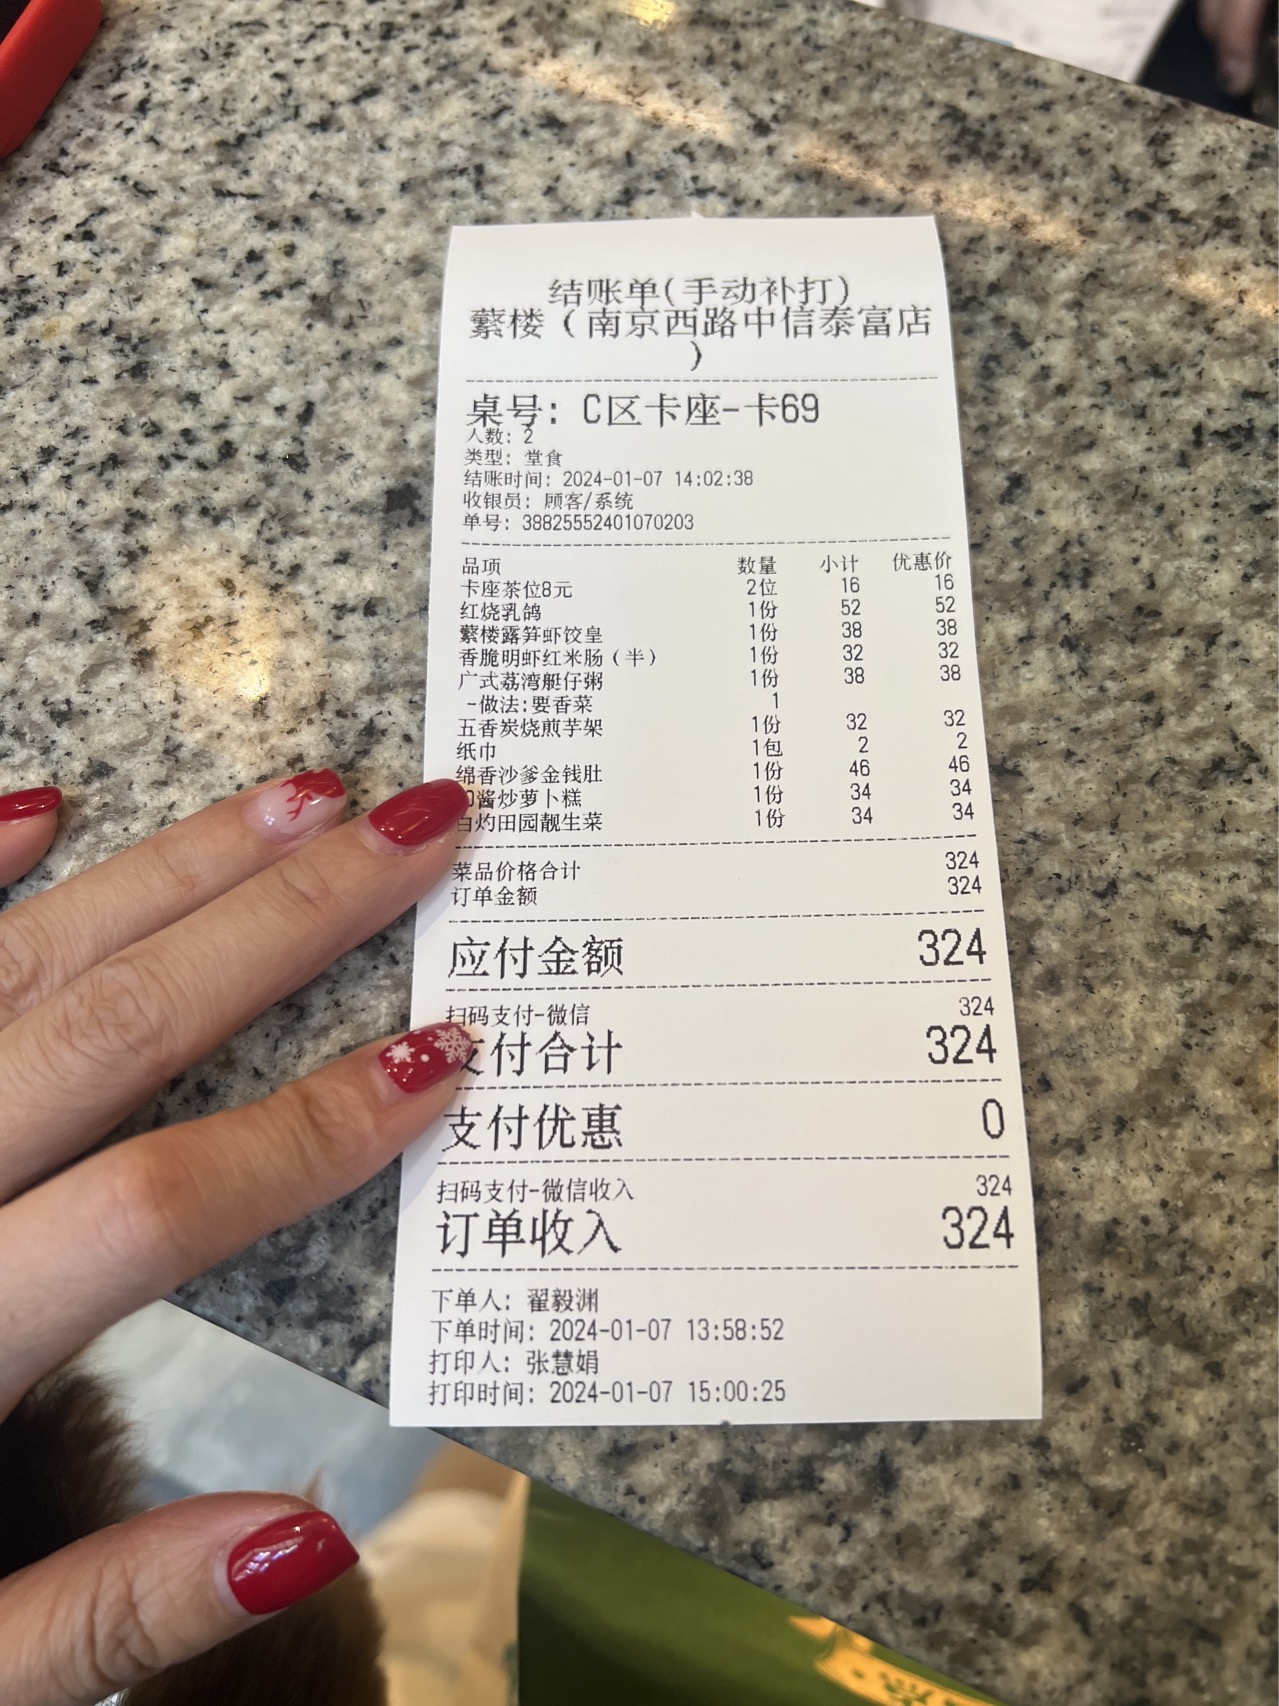 结账单(手动补打)
蘩楼（南京西路中信泰富店
）
桌号: C区卡座-卡69
人数: 2
类型: 堂食
结账时间: 2024-01-07 14:02:38
收银员: 顾客/系统
单号: 38825552401070203
品项 数量 小计 优惠价
卡座茶位8元 2位 16 16
红烧乳鸽 1份 52 52
蘩楼露笋虾饺皇 1份 38 38
香脆明虾红米肠（半） 1份 32 32
广式荔湾艇仔粥 1份 38 38
-做法:要香菜 1
五香炭烧煎芋架 1份 32 32
纸巾 1包 2 2
绵香沙爹金钱肚 1份 46 46
酱炒萝卜糕 1份 34 34
白灼田园靓生菜 1份 34 34
菜品价格合计 324
订单金额 324
应付金额 324
扫码支付-微信 324
支付合计 324
支付优惠 0
扫码支付-微信收入 324
订单收入 324
下单人: 翟毅渊
下单时间: 2024-01-07 13:58:52
打印人: 张慧娟
打印时间: 2024-01-07 15:00:25